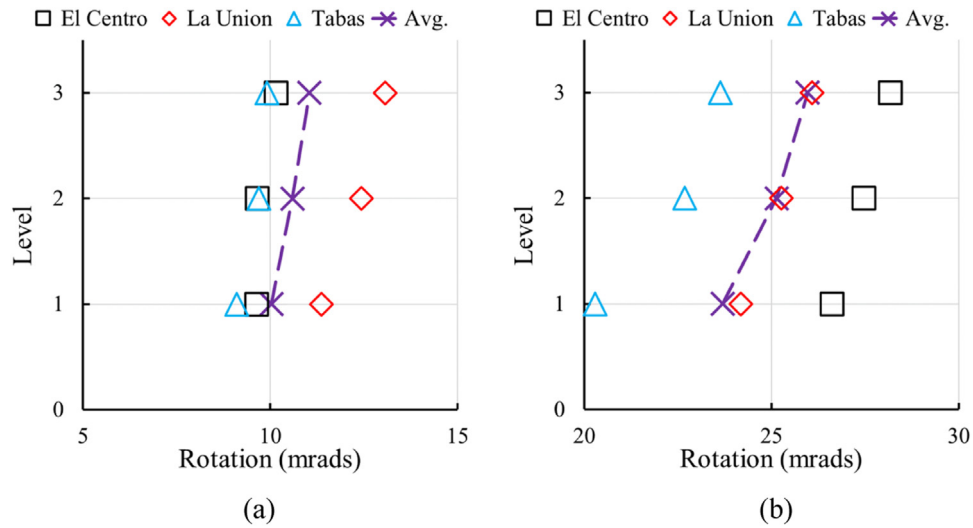 El Centro La Union Tabas Avg.
3
2
1
0
Level
5 10 15
Rotation (mrads)
(a)
El Centro La Union Tabas Avg.
3
2
1
0
Level
20 25 30
Rotation (mrads)
(b)